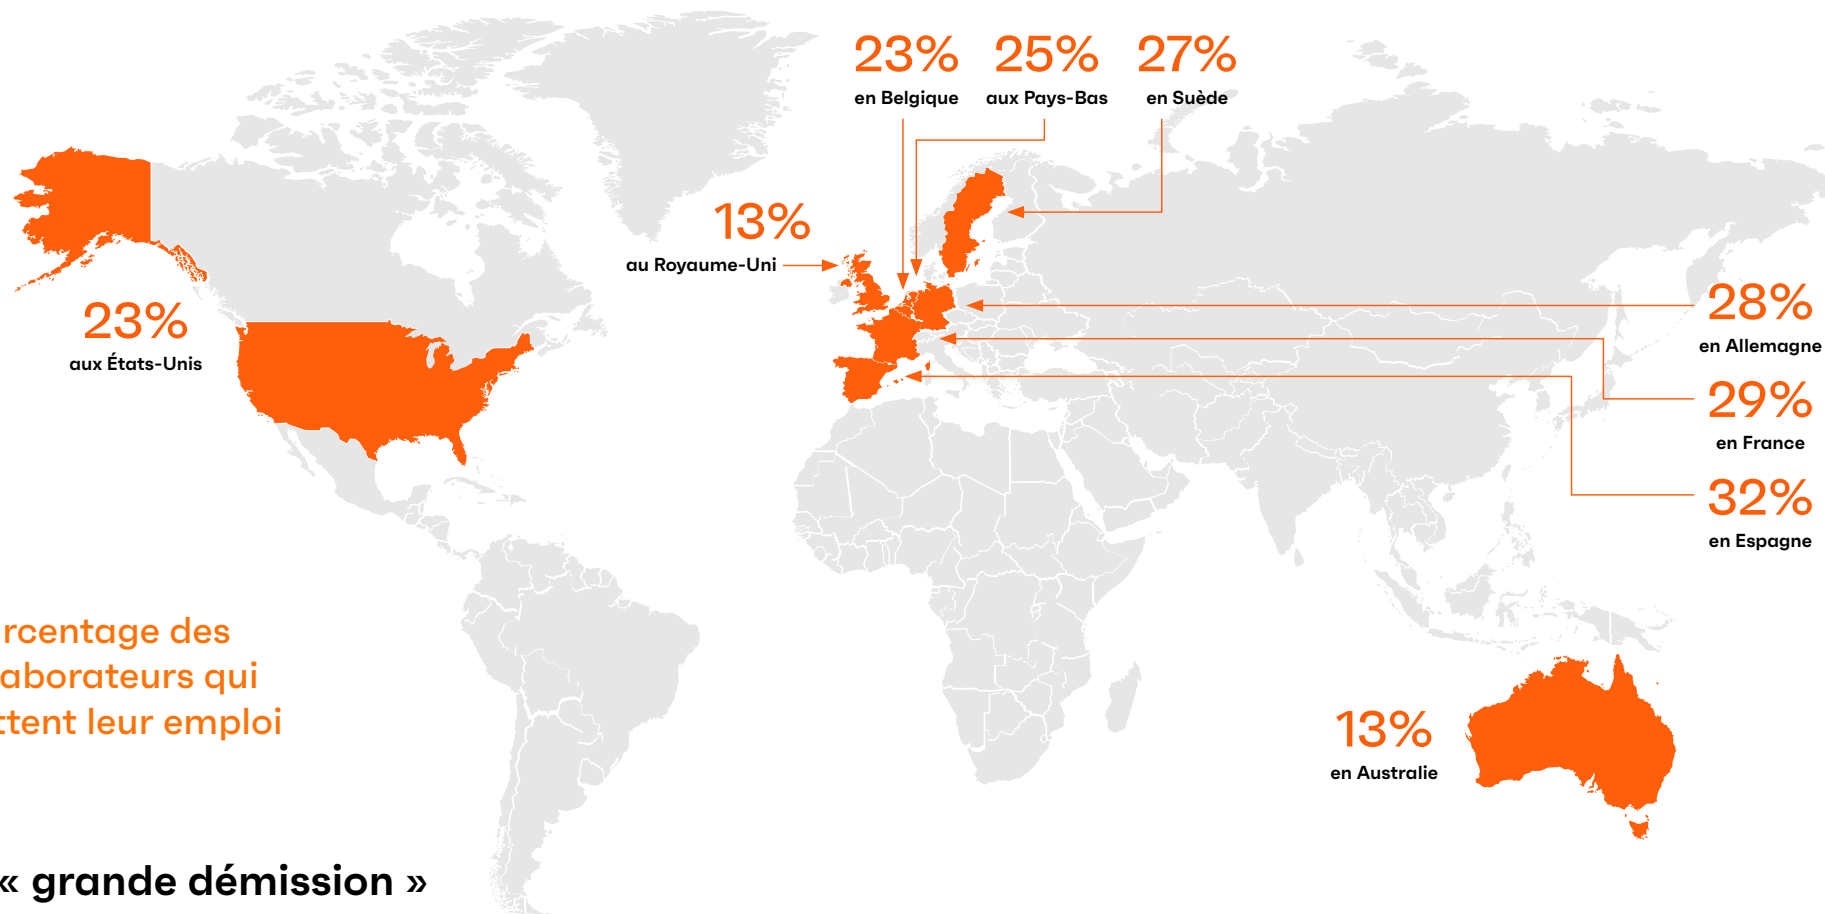 23%
en Belgique
25%
aux Pays-Bas
27%
en Suède
13%
au Royaume-Uni
23%
aux États-Unis
28%
en Allemagne
29%
en France
32%
en Espagne
13%
en Australie
rcentage des
aborateurs qui
ttent leur emploi
« grande démission »